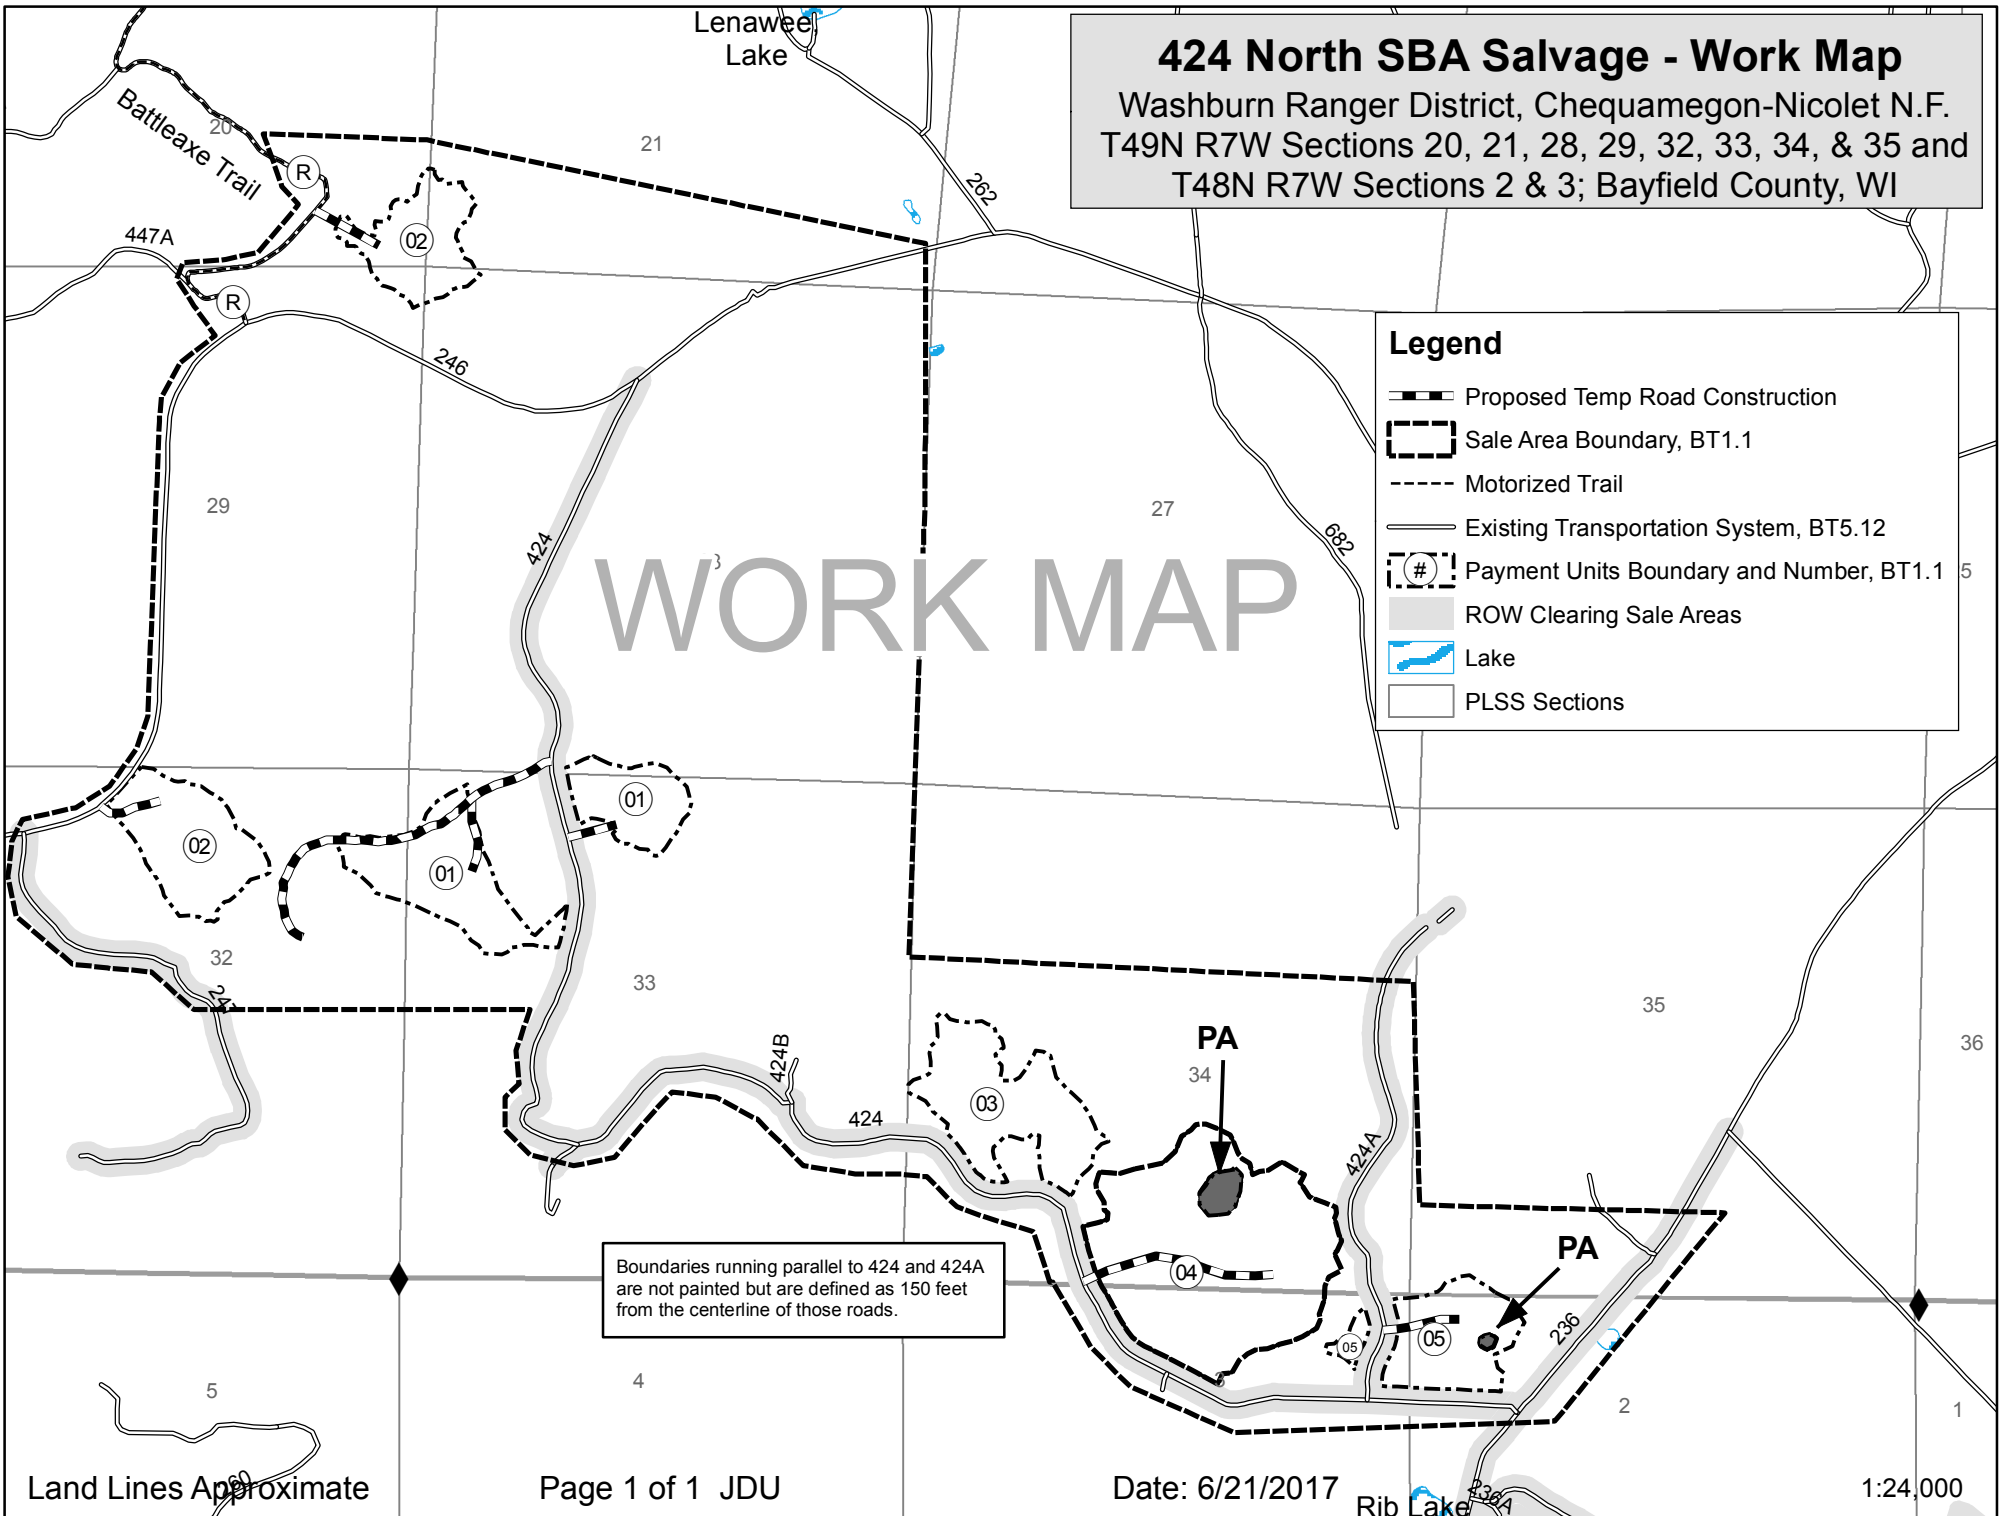 Lenawee
Lake
424 North SBA Salvage - Work Map
Washburn Ranger District, Chequamegon-Nicolet N.F.
T49N R7W Sections 20, 21, 28, 29, 32, 33, 34, & 35 and
T48N R7W Sections 2 & 3; Bayfield County, WI
Battleaxe Trail
20
21
R
262
447A
02
R
246
Legend
Proposed Temp Road Construction
Sale Area Boundary, BT1.1
Motorized Trail
Existing Transportation System, BT5.12
# Payment Units Boundary and Number, BT1.1
ROW Clearing Sale Areas
Lake
PLSS Sections
29
27
424
682
WORK MAP
5
01
02
01
32
33
35
36
PA
34
424B
03
424
424A
04
PA
05
05
236
Boundaries running parallel to 424 and 424A
are not painted but are defined as 150 feet
from the centerline of those roads.
5
4
3
2
1
Land Lines Approximate
Page 1 of 1 JDU
Date: 6/21/2017
Rib Lake
236A
1:24,000